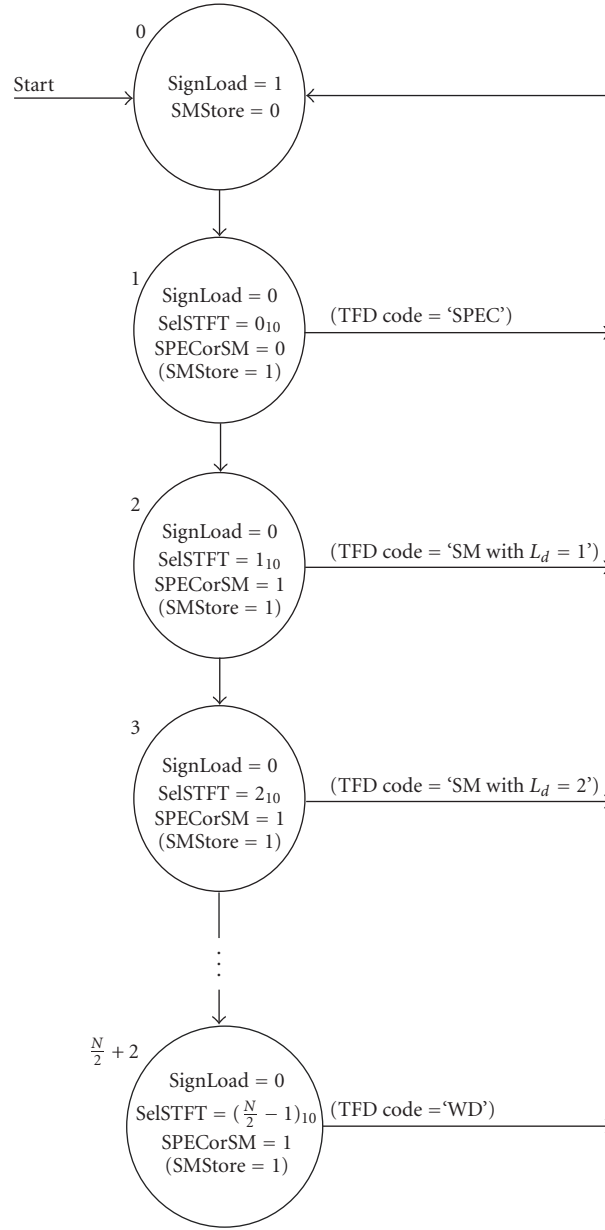 0
Start
SignLoad = 1
SMStore = 0
1
SignLoad = 0
SelSTFT = 0₁₀
SPECorSM = 0
(SMStore = 1)
(TFD code = ‘SPEC’)
2
SignLoad = 0
SelSTFT = 1₁₀
SPECorSM = 1
(SMStore = 1)
(TFD code = ‘SM with L_d = 1’)
3
SignLoad = 0
SelSTFT = 2₁₀
SPECorSM = 1
(SMStore = 1)
(TFD code = ‘SM with L_d = 2’)
⋮
N/2 + 2
SignLoad = 0
SelSTFT = (N/2 − 1)₁₀
SPECorSM = 1
(SMStore = 1)
(TFD code =‘WD’)